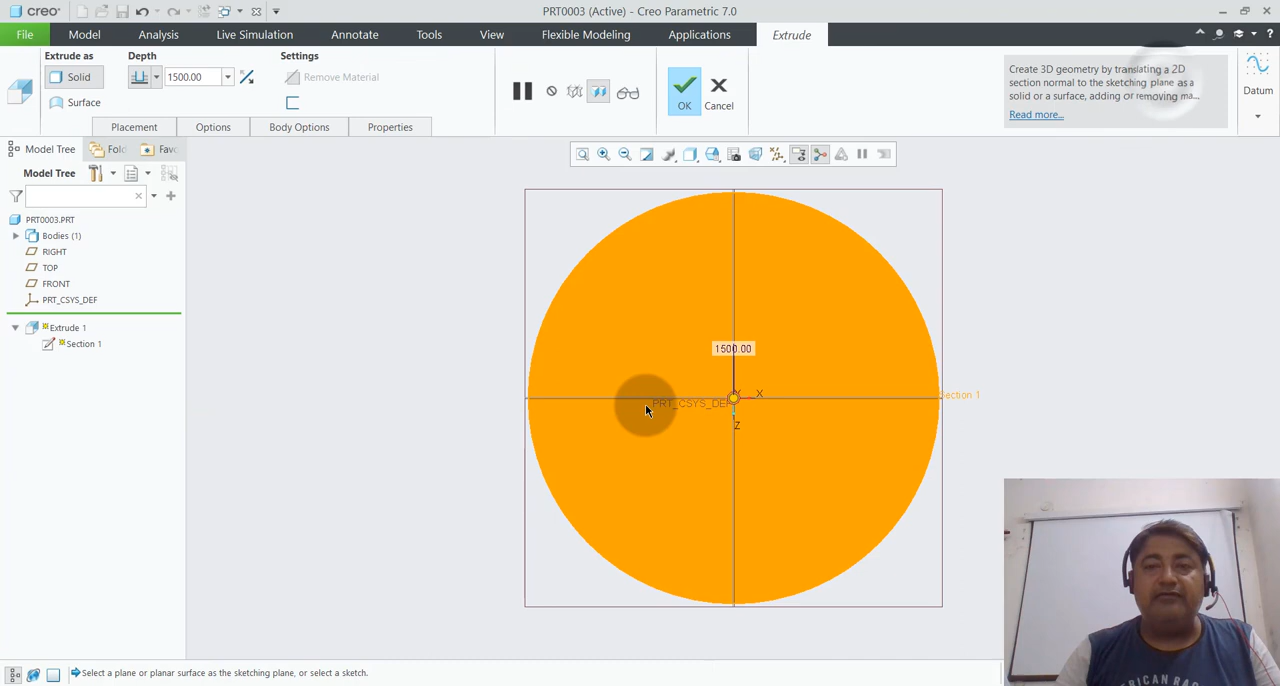 creo
PRT0003 (Active) - Creo Parametric 7.0
File
Model
Analysis
Live Simulation
Annotate
Tools
View
Flexible Modeling
Applications
Extrude
Extrude as
Depth
Settings
Solid
1500.00
Remove Material
Surface
OK
Cancel
Create 3D geometry by translating a 2D
section normal to the sketching plane as a
solid or a surface, adding or removing ma...
Read more...
Datum
Placement
Options
Body Options
Properties
Model Tree
Fold
Favo
Model Tree
PRT0003.PRT
Bodies (1)
RIGHT
TOP
FRONT
PRT_CSYS_DEF
Extrude 1
Section 1
1500.00
X
PRT_CSYS_DEF
Section 1
Z
Select a plane or planar surface as the sketching plane, or select a sketch.